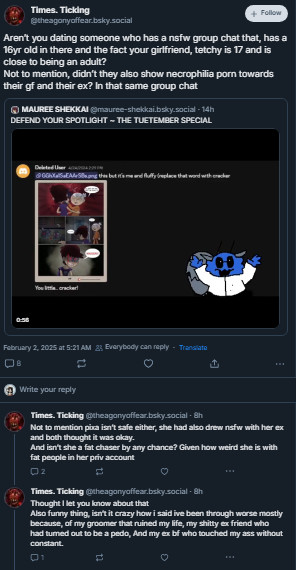 Times. Ticking
@theagonyoffear.bsky.social
+ Follow
Aren't you dating someone who has a nsfw group chat that, has a
16yr old in there and the fact your girlfriend, tetchy is 17 and is
close to being an adult?
Not to mention, didn't they also show necrophilia porn towards
their gf and their ex? In that same group chat
MAUREE SHEKKAI @mauree-shekkai.bsky.social · 14h
DEFEND YOUR SPOTLIGHT ~ THE TUETEMBER SPECIAL
Deleted User
this but it's me and fluffy (replace that word with cracker
You little.. cracker!
0:56
February 2, 2025 at 5:21 AM Everybody can reply · Translate
8
Write your reply
Times. Ticking @theagonyoffear.bsky.social · 8h
Not to mention pixa isn't safe either, she had also drew nsfw with her ex
and both thought it was okay.
And isn't she a fat chaser by any chance? Given how weird she is with
fat people in her priv account
2
Times. Ticking @theagonyoffear.bsky.social · 8h
Thought I let you know about that
Also funny thing, isn't it crazy how i said ive been through worse mostly
because, of my groomer that ruined my life, my shitty ex friend who
had turned out to be a pedo, And my ex bf who touched my ass without
constant.
1